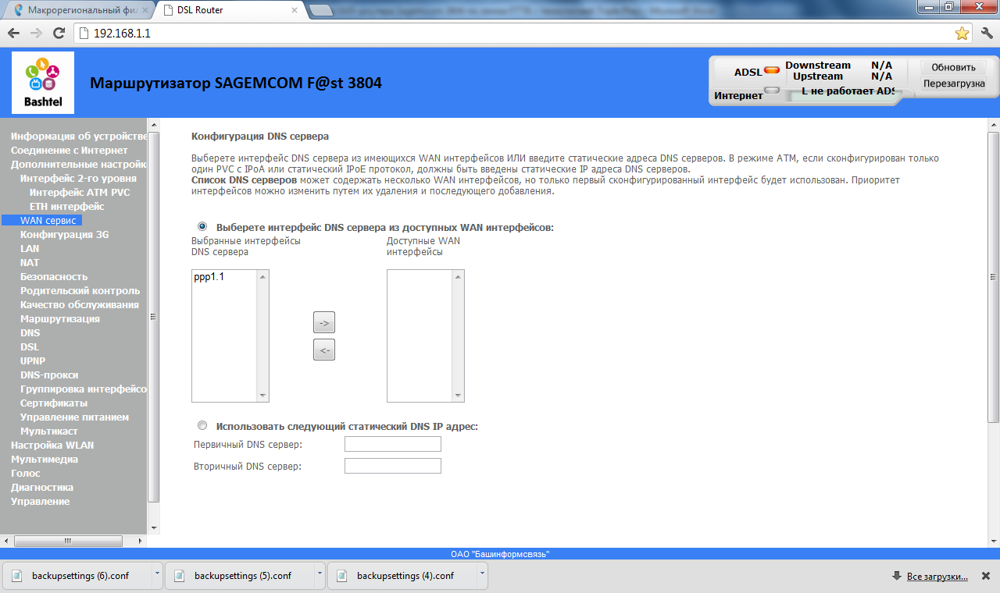 Макрорегиональный фил
DSL Router
192.168.1.1
Bashtel
Маршрутизатор SAGEMCOM F@st 3804
ADSL
Downstream N/A
Upstream N/A
Интернет
L не работает ADS
Обновить
Перезагрузка
Информация об устройстве
Соединение с Интернет
Дополнительные настройк
Интерфейс 2-го уровня
Интерфейс ATM PVC
ETH интерфейс
WAN сервис
Конфигурация 3G
LAN
NAT
Безопасность
Родительский контроль
Качество обслуживания
Маршрутизация
DNS
DSL
UPNP
DNS-прокси
Группировка интерфейсо
Сертификаты
Управление питанием
Мультикаст
Настройка WLAN
Мультимедиа
Голос
Диагностика
Управление
Конфигурация DNS сервера
Выберете интерфейс DNS сервера из имеющихся WAN интерфейсов ИЛИ введите статические адреса DNS серверов. В режиме ATM, если сконфигурирован только
один PVC с IPoA или статический IPoE протокол, должны быть введены статические IP адреса DNS серверов.
Список DNS серверов может содержать несколько WAN интерфейсов, но только первый сконфигурированный интерфейс будет использован. Приоритет
интерфейсов можно изменить путем их удаления и последующего добавления.
Выберете интерфейс DNS сервера из доступных WAN интерфейсов:
Выбранные интерфейсы
DNS сервера
Доступные WAN
интерфейсы
ppp1.1
->
<-
Использовать следующий статический DNS IP адрес:
Первичный DNS сервер:
Вторичный DNS сервер:
ОАО "Башинформсвязь"
backupsettings (6).conf
backupsettings (5).conf
backupsettings (4).conf
Все загрузки...